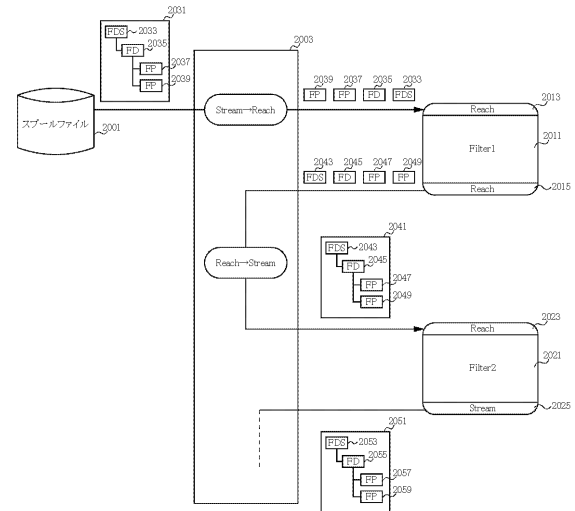 2031
FDS 2033
FD 2035
FP 2037
FP 2039
2003
スプールファイル
2001
Stream→Reach
2039 2037 2035 2033
FP FP FD FDS
2013
Reach
2011
Filter1
Reach
2015
2043 2045 2047 2049
FDS FD FP FP
Reach→Stream
2041
FDS 2043
FD 2045
FP 2047
FP 2049
2023
Reach
2021
Filter2
Stream
2025
2051
FDS 2053
FD 2055
FP 2057
FP 2059